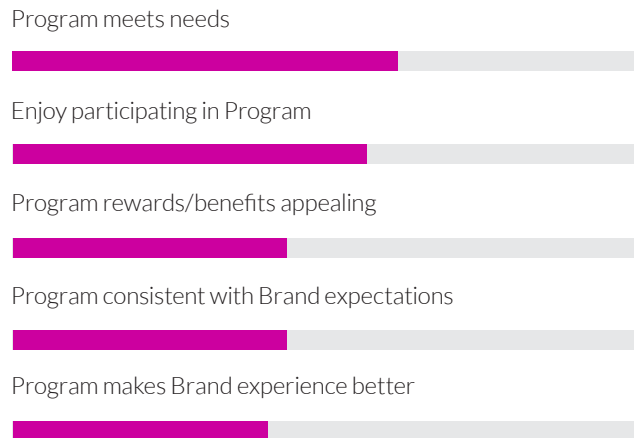 Program meets needs
Enjoy participating in Program
Program rewards/benefits appealing
Program consistent with Brand expectations
Program makes Brand experience better